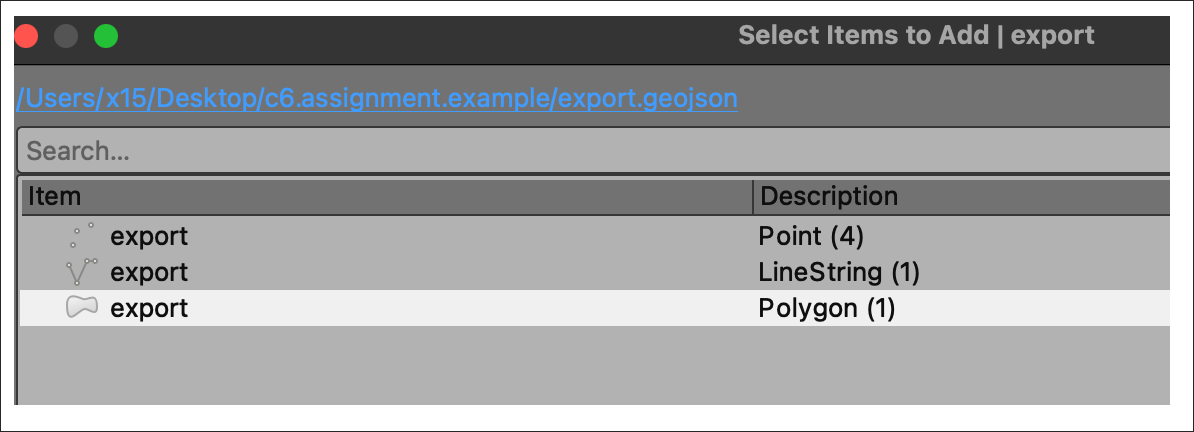 Select Items to Add | export
/Users/x15/Desktop/c6.assignment.example/export.geojson
Search...
Item Description
export Point (4)
export LineString (1)
export Polygon (1)